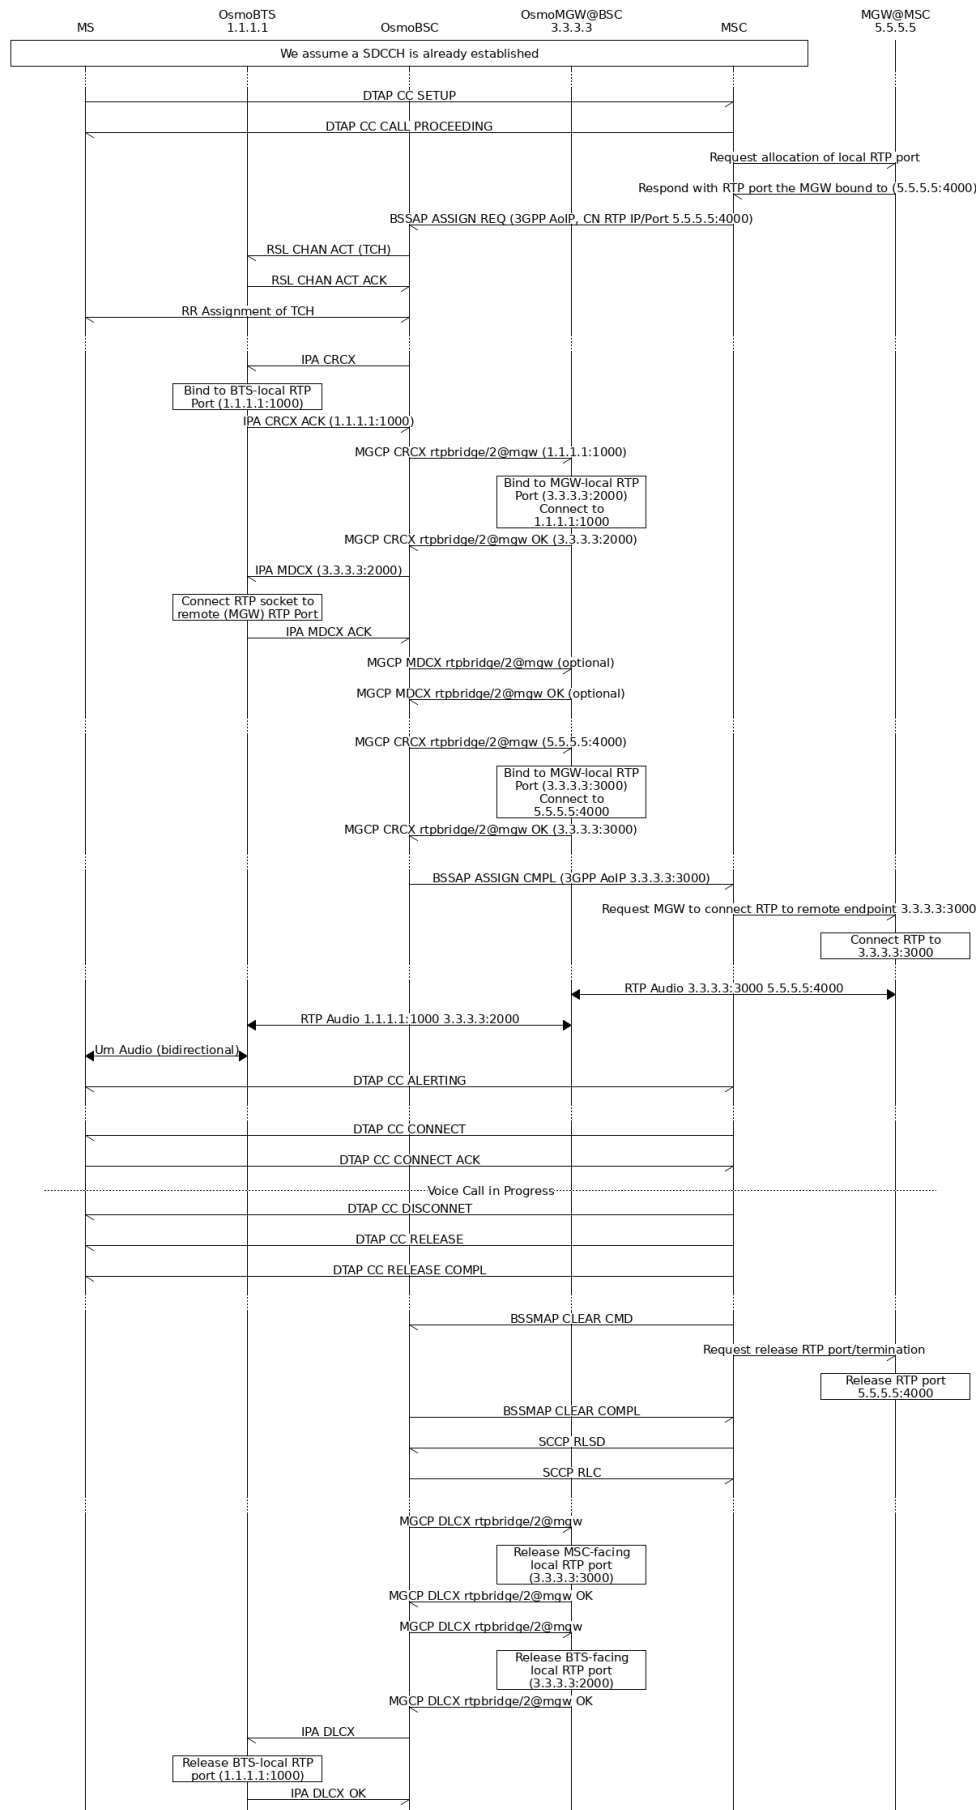 OsmoBTS OsmoMGW@BSC MGW@MSC
MS 1.1.1.1 OsmoBSC 3.3.3.3 MSC 5.5.5.5
We assume a SDCCH is already established
DTAP CC SETUP
DTAP CC CALL PROCEEDING
Request allocation of local RTP port
Respond with RTP port the MGW bound to (5.5.5.5:4000)
BSSAP ASSIGN REQ (3GPP AoIP, CN RTP IP/Port 5.5.5.5:4000)
RSL CHAN ACT (TCH)
RSL CHAN ACT ACK
RR Assignment of TCH
IPA CRCX
Bind to BTS-local RTP
Port (1.1.1.1:1000)
IPA CRCX ACK (1.1.1.1:1000)
MGCP CRCX rtpbridge/2@mgw (1.1.1.1:1000)
Bind to MGW-local RTP
Port (3.3.3.3:2000)
Connect to
1.1.1.1:1000
MGCP CRCX rtpbridge/2@mgw OK (3.3.3.3:2000)
IPA MDCX (3.3.3.3:2000)
Connect RTP socket to
remote (MGW) RTP Port
IPA MDCX ACK
MGCP MDCX rtpbridge/2@mgw (optional)
MGCP MDCX rtpbridge/2@mgw OK (optional)
MGCP CRCX rtpbridge/2@mgw (5.5.5.5:4000)
Bind to MGW-local RTP
Port (3.3.3.3:3000)
Connect to
5.5.5.5:4000
MGCP CRCX rtpbridge/2@mgw OK (3.3.3.3:3000)
BSSAP ASSIGN CMPL (3GPP AoIP 3.3.3.3:3000)
Request MGW to connect RTP to remote endpoint 3.3.3.3:3000
Connect RTP to
3.3.3.3:3000
RTP Audio 3.3.3.3:3000 5.5.5.5:4000
RTP Audio 1.1.1.1:1000 3.3.3.3:2000
Um Audio (bidirectional)
DTAP CC ALERTING
DTAP CC CONNECT
DTAP CC CONNECT ACK
Voice Call in Progress
DTAP CC DISCONNET
DTAP CC RELEASE
DTAP CC RELEASE COMPL
BSSMAP CLEAR CMD
Request release RTP port/termination
Release RTP port
5.5.5.5:4000
BSSMAP CLEAR COMPL
SCCP RLSD
SCCP RLC
MGCP DLCX rtpbridge/2@mgw
Release MSC-facing
local RTP port
(3.3.3.3:3000)
MGCP DLCX rtpbridge/2@mgw OK
MGCP DLCX rtpbridge/2@mgw
Release BTS-facing
local RTP port
(3.3.3.3:2000)
MGCP DLCX rtpbridge/2@mgw OK
IPA DLCX
Release BTS-local RTP
port (1.1.1.1:1000)
IPA DLCX OK